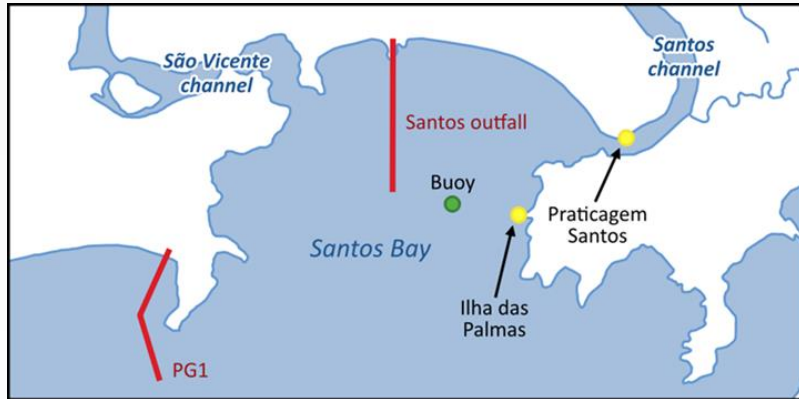 São Vicente
channel
Santos
channel
Santos outfall
Buoy
Praticagem
Santos
Santos Bay
Ilha das
Palmas
PG1